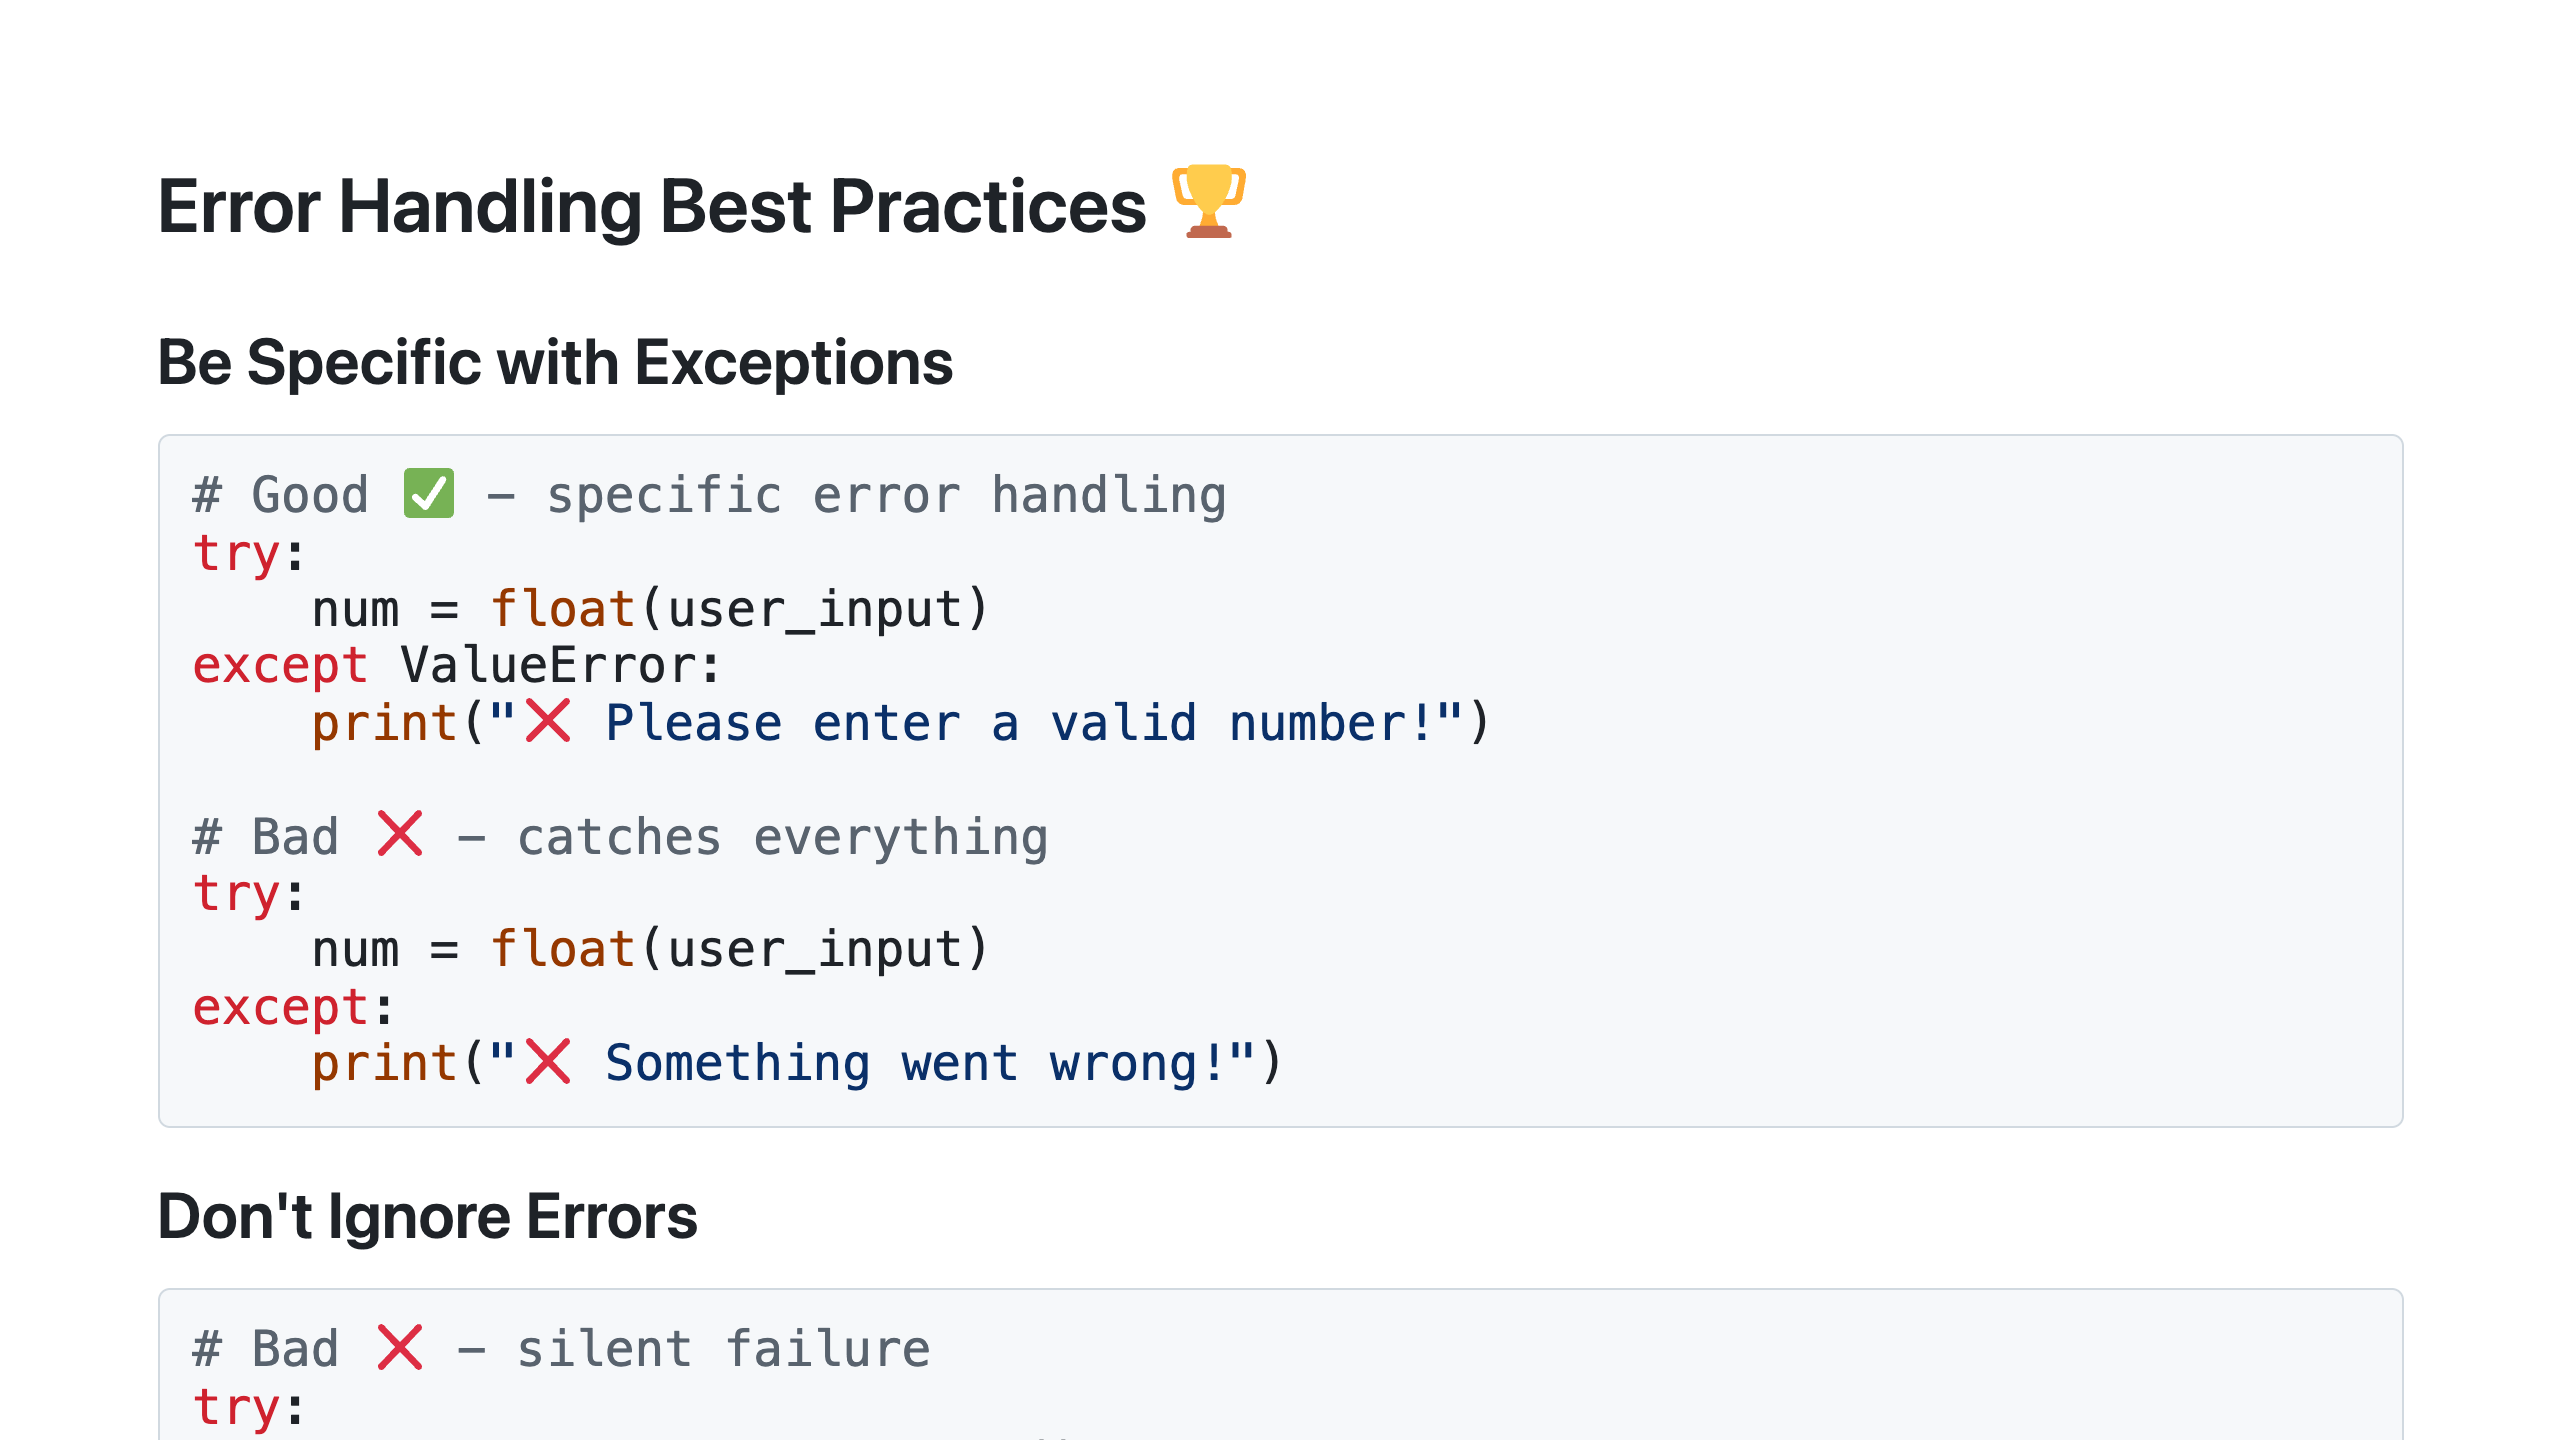 Error Handling Best Practices 🏆
Be Specific with Exceptions
# Good ✅ - specific error handling
try:
    num = float(user_input)
except ValueError:
    print("❌ Please enter a valid number!")

# Bad ❌ - catches everything
try:
    num = float(user_input)
except:
    print("❌ Something went wrong!")
Don't Ignore Errors
# Bad ❌ - silent failure
try: